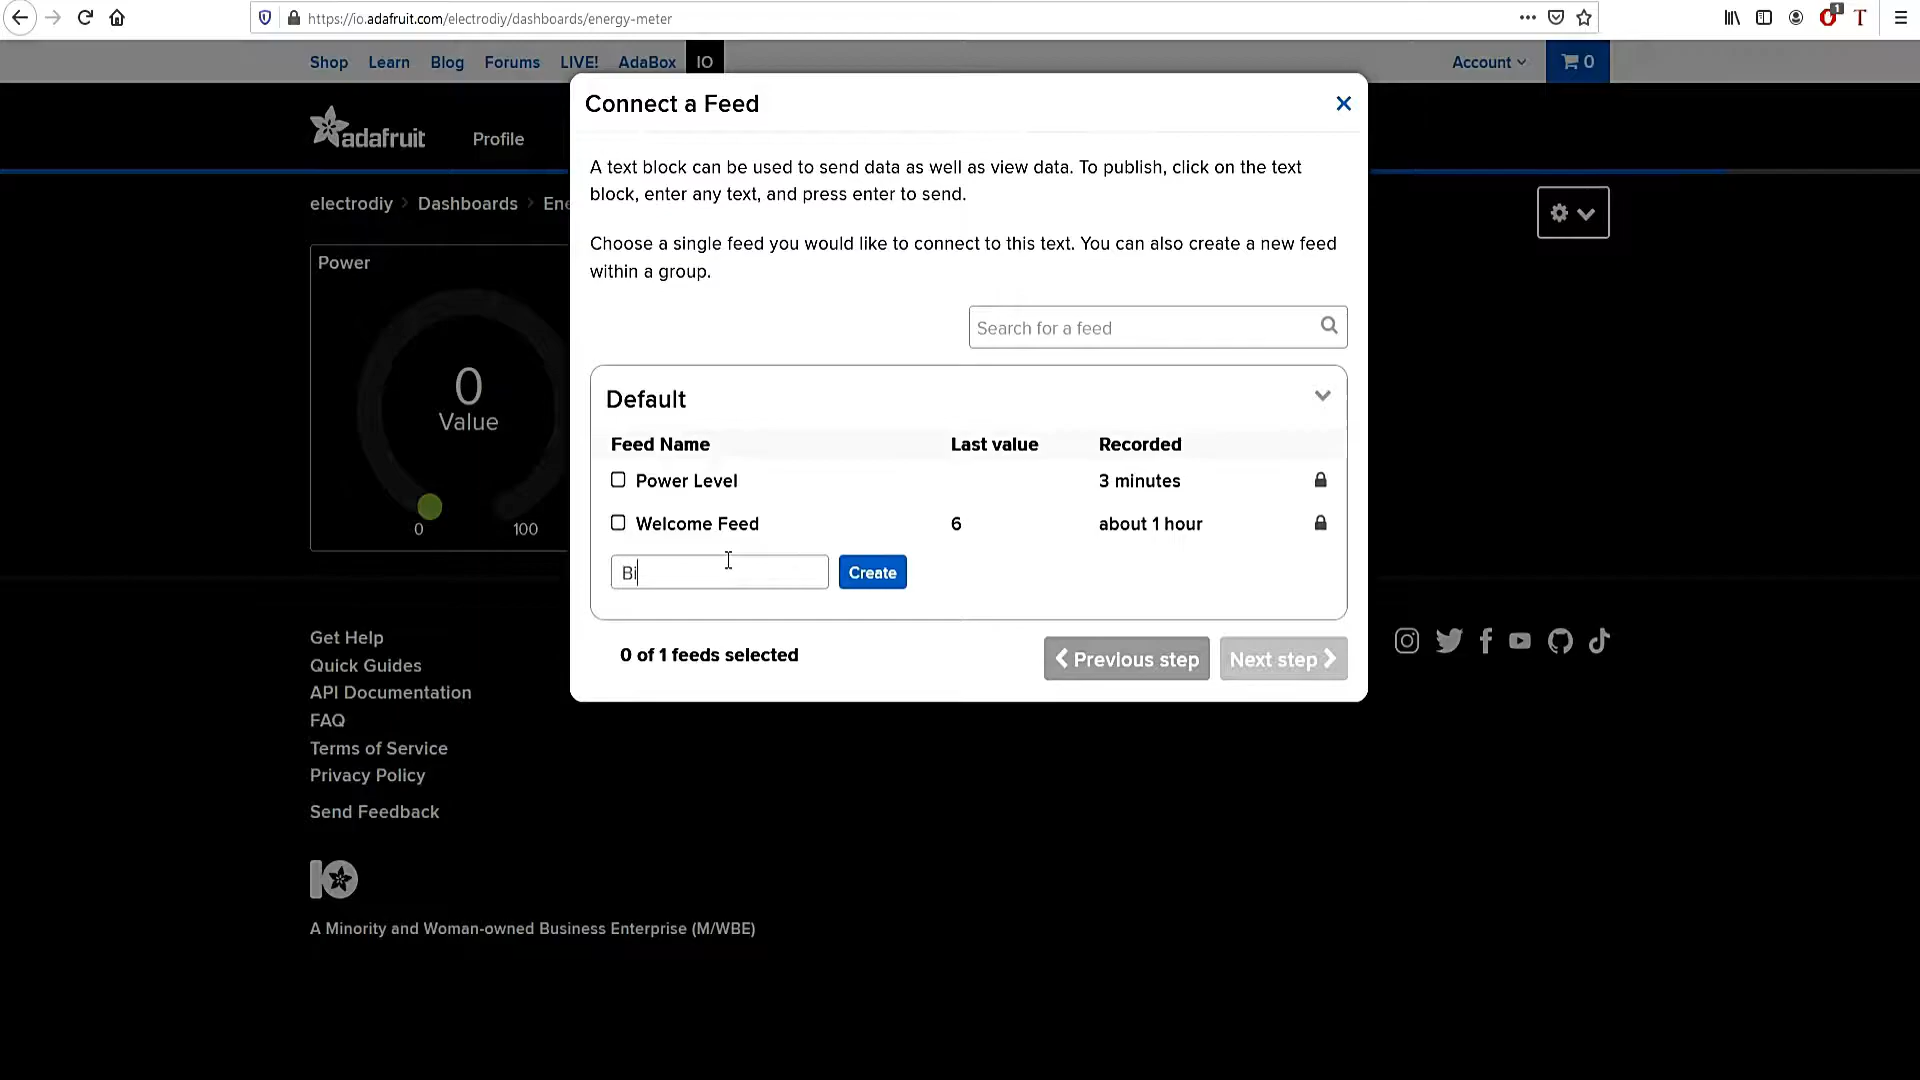 https://io.adafruit.com/electrodiy/dashboards/energy-meter
1
T
Shop Learn Blog Forums LIVE! AdaBox IO Account 0
adafruit Profile
electrodiy Dashboards Ene
Power
0
Value
0 100
Connect a Feed
A text block can be used to send data as well as view data. To publish, click on the text
block, enter any text, and press enter to send.
Choose a single feed you would like to connect to this text. You can also create a new feed
within a group.
Search for a feed
Default
Feed Name Last value Recorded
Power Level 3 minutes
Welcome Feed 6 about 1 hour
Bi Create
0 of 1 feeds selected Previous step Next step
Get Help
Quick Guides
API Documentation
FAQ
Terms of Service
Privacy Policy
Send Feedback
IO
A Minority and Woman-owned Business Enterprise (M/WBE)